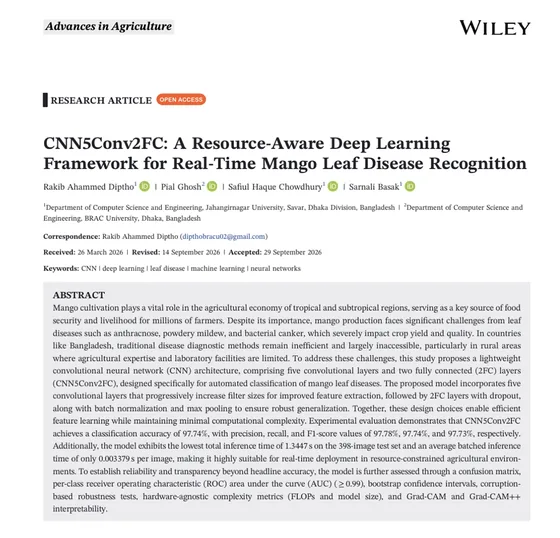 Advances in Agriculture
WILEY
RESEARCH ARTICLE OPEN ACCESS
CNN5Conv2FC: A Resource-Aware Deep Learning
Framework for Real-Time Mango Leaf Disease Recognition
Rakib Ahammed Diptho1 iD | Pial Ghosh2 iD | Safiul Haque Chowdhury1 iD | Sarnali Basak1 iD
1Department of Computer Science and Engineering, Jahangirnagar University, Savar, Dhaka Division, Bangladesh | 2Department of Computer Science and
Engineering, BRAC University, Dhaka, Bangladesh
Correspondence: Rakib Ahammed Diptho (dipthobracu02@gmail.com)
Received: 26 March 2026 | Revised: 14 September 2026 | Accepted: 29 September 2026
Keywords: CNN | deep learning | leaf disease | machine learning | neural networks
ABSTRACT
Mango cultivation plays a vital role in the agricultural economy of tropical and subtropical regions, serving as a key source of food
security and livelihood for millions of farmers. Despite its importance, mango production faces significant challenges from leaf
diseases such as anthracnose, powdery mildew, and bacterial canker, which severely impact crop yield and quality. In countries
like Bangladesh, traditional disease diagnostic methods remain inefficient and largely inaccessible, particularly in rural areas
where agricultural expertise and laboratory facilities are limited. To address these challenges, this study proposes a lightweight
convolutional neural network (CNN) architecture, comprising five convolutional layers and two fully connected (2FC) layers
(CNN5Conv2FC), designed specifically for automated classification of mango leaf diseases. The proposed model incorporates five
convolutional layers that progressively increase filter sizes for improved feature extraction, followed by 2FC layers with dropout,
along with batch normalization and max pooling to ensure robust generalization. Together, these design choices enable efficient
feature learning while maintaining minimal computational complexity. Experimental evaluation demonstrates that CNN5Conv2FC
achieves a classification accuracy of 97.74%, with precision, recall, and F1-score values of 97.78%, 97.74%, and 97.73%, respectively.
Additionally, the model exhibits the lowest total inference time of 1.3447 s on the 398-image test set and an average batched inference
time of only 0.003379 s per image, making it highly suitable for real-time deployment in resource-constrained agricultural environ-
ments. To establish reliability and transparency beyond headline accuracy, the model is further assessed through a confusion matrix,
per-class receiver operating characteristic (ROC) area under the curve (AUC) (≥0.99), bootstrap confidence intervals, corruption-
based robustness tests, hardware-agnostic complexity metrics (FLOPs and model size), and Grad-CAM and Grad-CAM++
interpretability.